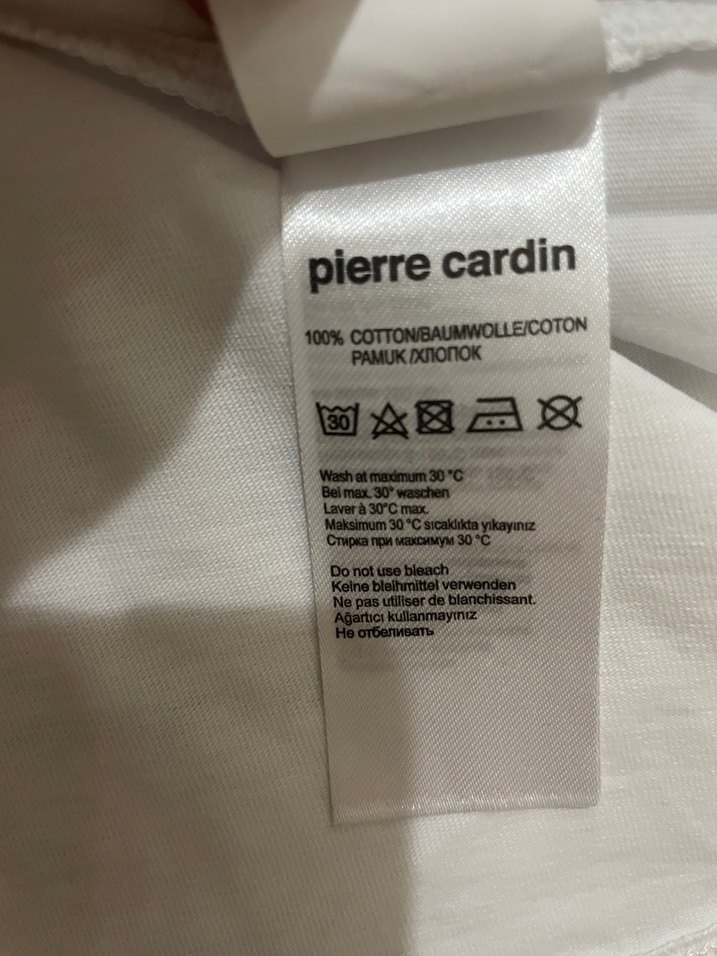 pierre cardin
100% COTTON/BAUMWOLLE/COTON
PAMUK /ХЛОПОК
30
Wash at maximum 30 °C
Bei max. 30° waschen
Laver à 30°C max.
Maksimum 30 °C sıcaklıkta yıkayınız
Стирка при максимум 30 °C
Do not use bleach
Keine bleihmittel verwenden
Ne pas utiliser de blanchissant.
Ağartıcı kullanmayınız
Не отбеливать